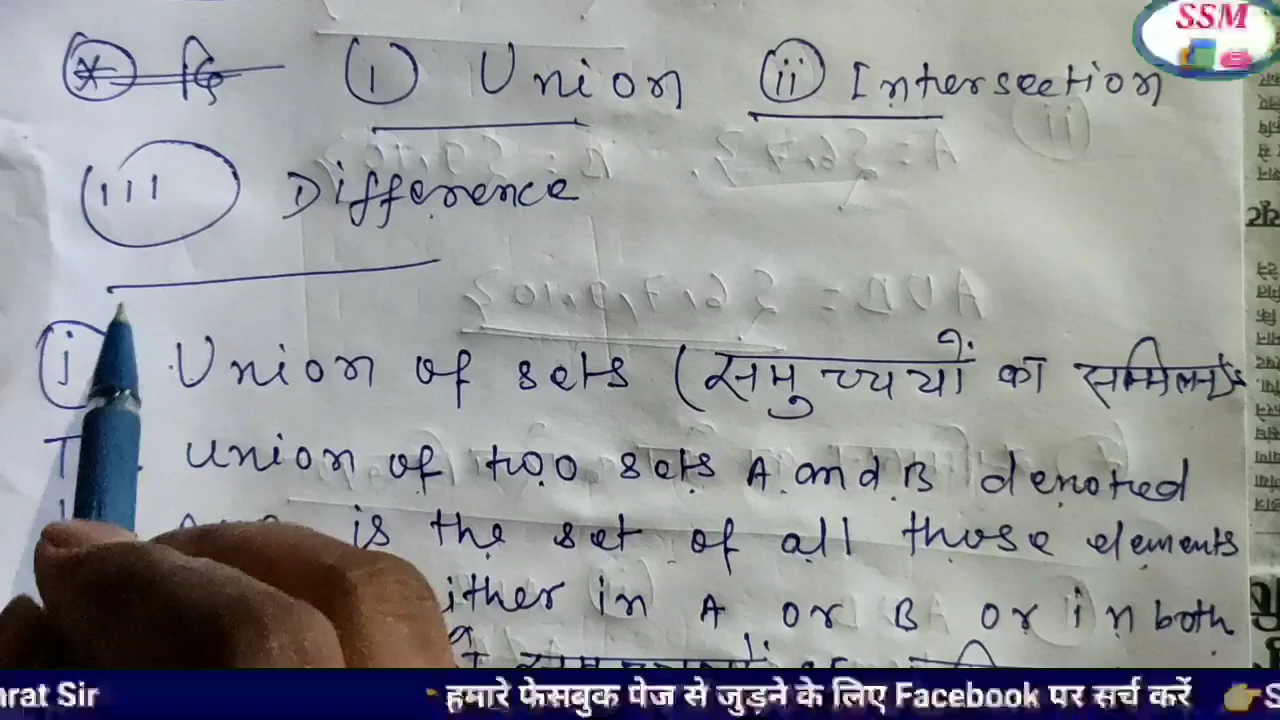 SSM
(i) Union (ii) Intersection
(iii) Difference
(i) Union of sets (समुच्चयों का सम्मिलन)
union of two sets A and B denoted
is the set of all those elements
ither in A or B or in both
rat Sir हमारे फेसबुक पेज से जुड़ने के लिए Facebook पर सर्च करें 👉 S